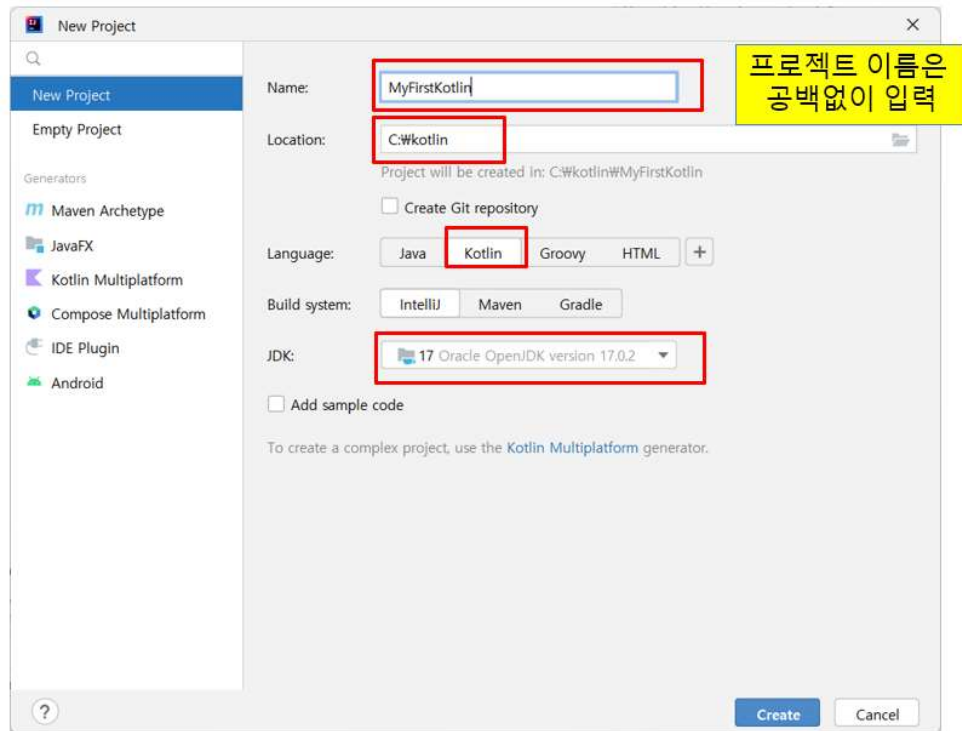 New Project
New Project
Empty Project
Generators
Maven Archetype
JavaFX
Kotlin Multiplatform
Compose Multiplatform
IDE Plugin
Android
프로젝트 이름은
공백없이 입력
Name: MyFirstKotlin
Location: C:₩kotlin
Project will be created in: C:₩kotlin₩MyFirstKotlin
Create Git repository
Language: Java Kotlin Groovy HTML +
Build system: IntelliJ Maven Gradle
JDK: 17 Oracle OpenJDK version 17.0.2
Add sample code
To create a complex project, use the Kotlin Multiplatform generator.
? Create Cancel